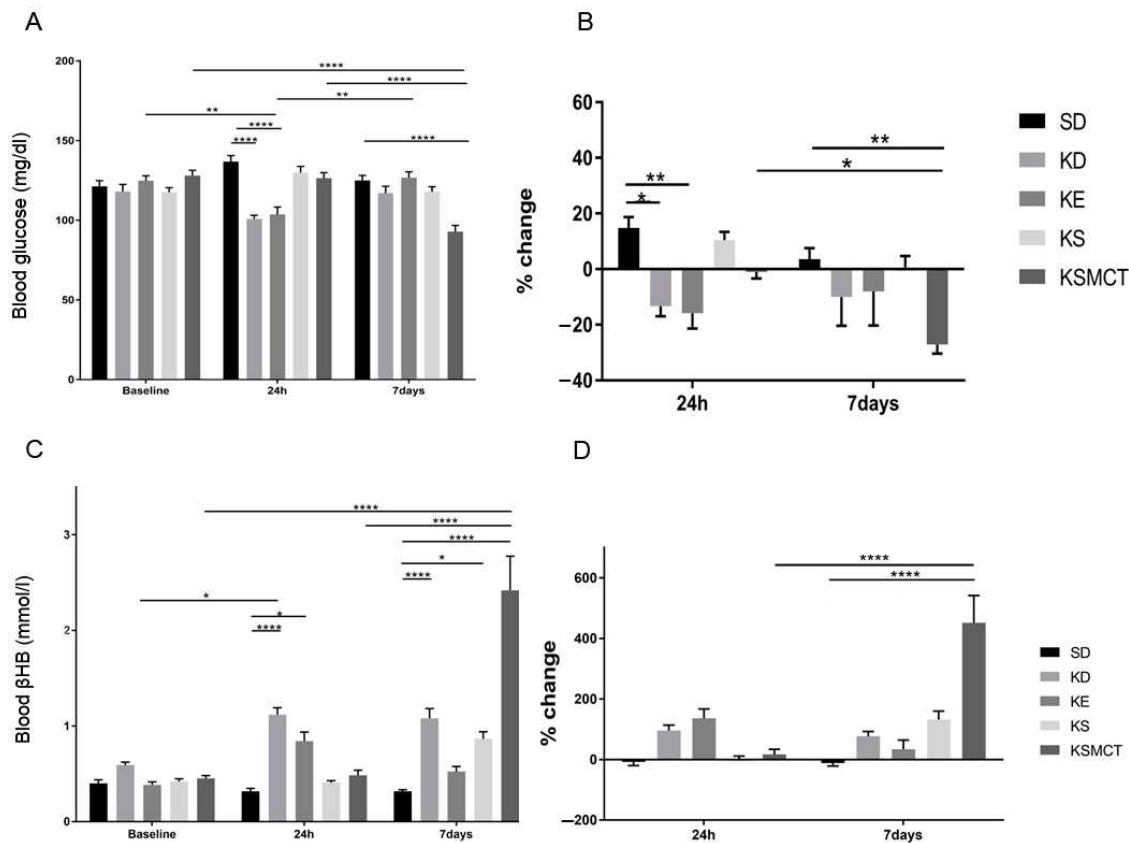 A
Blood glucose (mg/dl)
200
150
100
50
0
****
****
**
**
****
****
****
Baseline
24h
7days
B
% change
60
40
20
0
−20
−40
**
*
**
*
24h
7days
SD
KD
KE
KS
KSMCT
C
Blood βHB (mmol/l)
3
2
1
0
****
****
****
*
****
*
*
****
Baseline
24h
7days
D
% change
600
400
200
0
−200
****
****
24h
7days
SD
KD
KE
KS
KSMCT